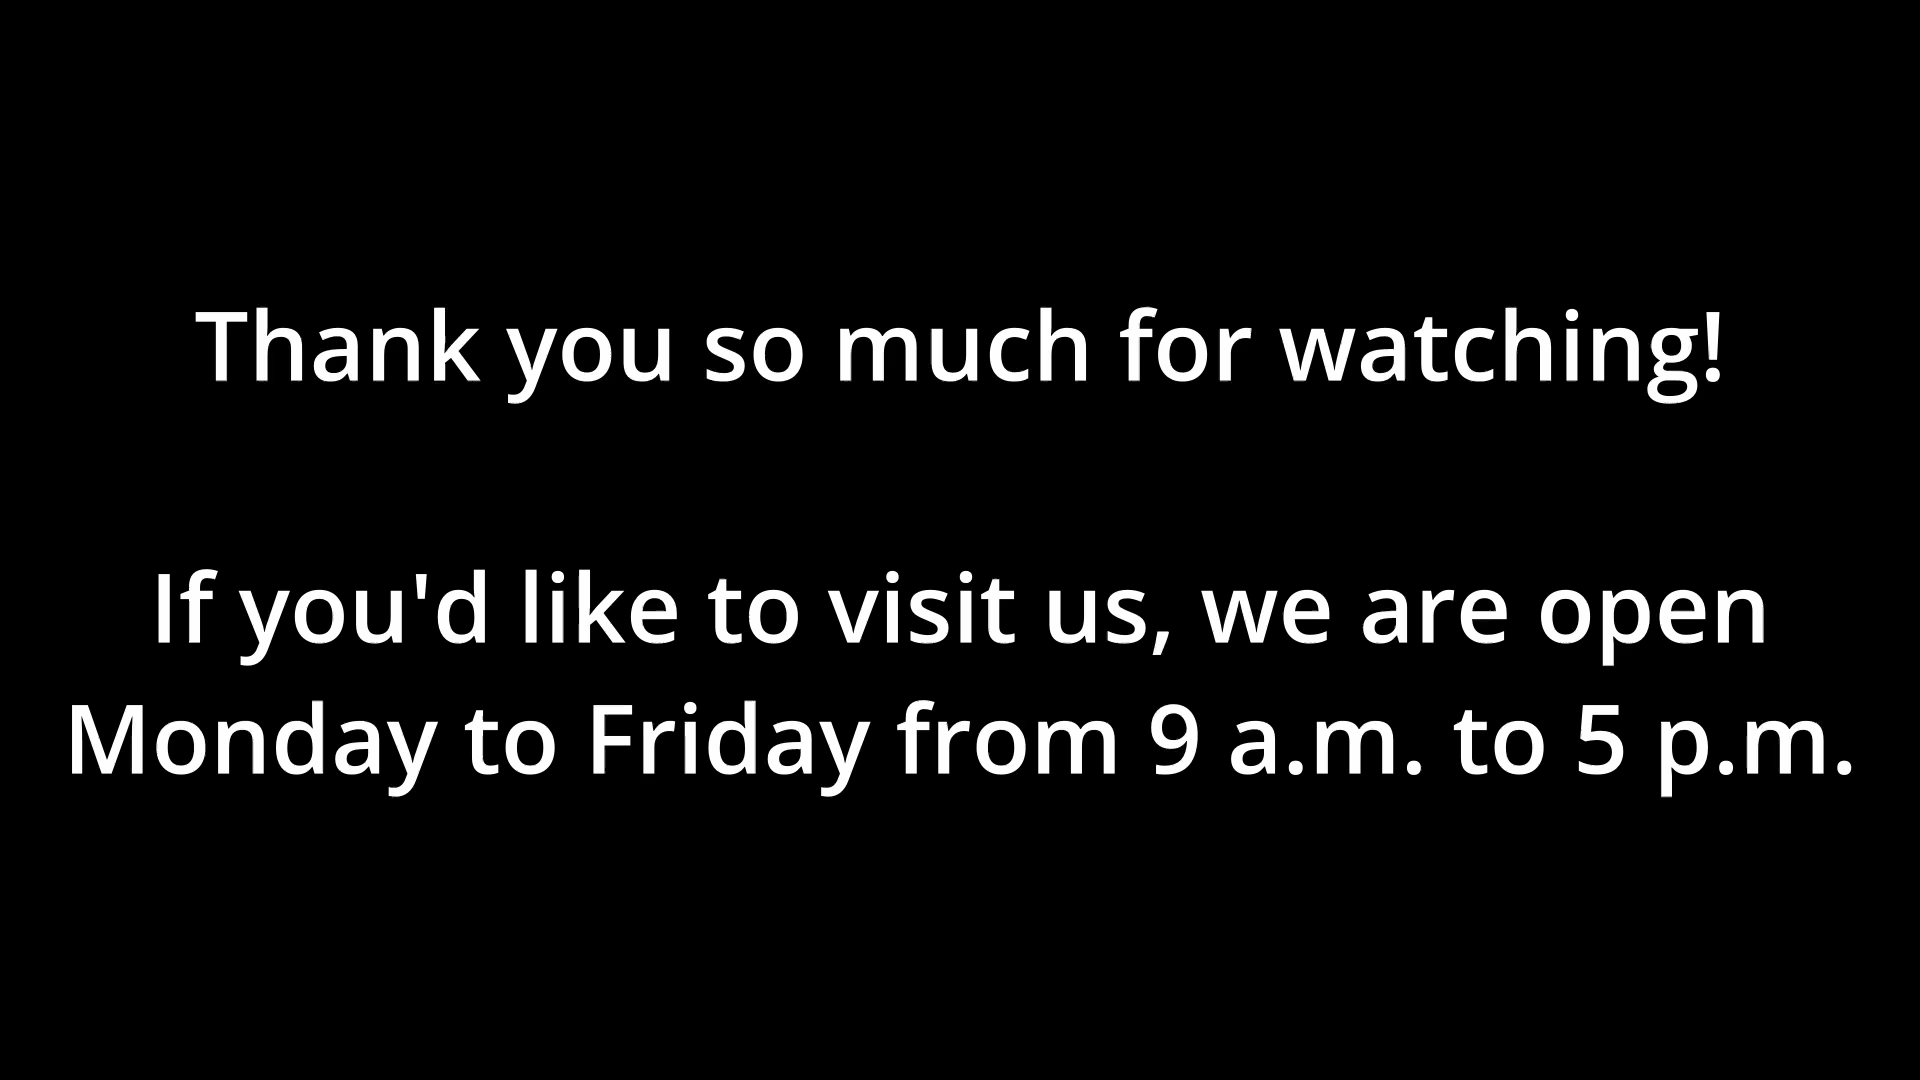 Thank you so much for watching!
If you'd like to visit us, we are open
Monday to Friday from 9 a.m. to 5 p.m.